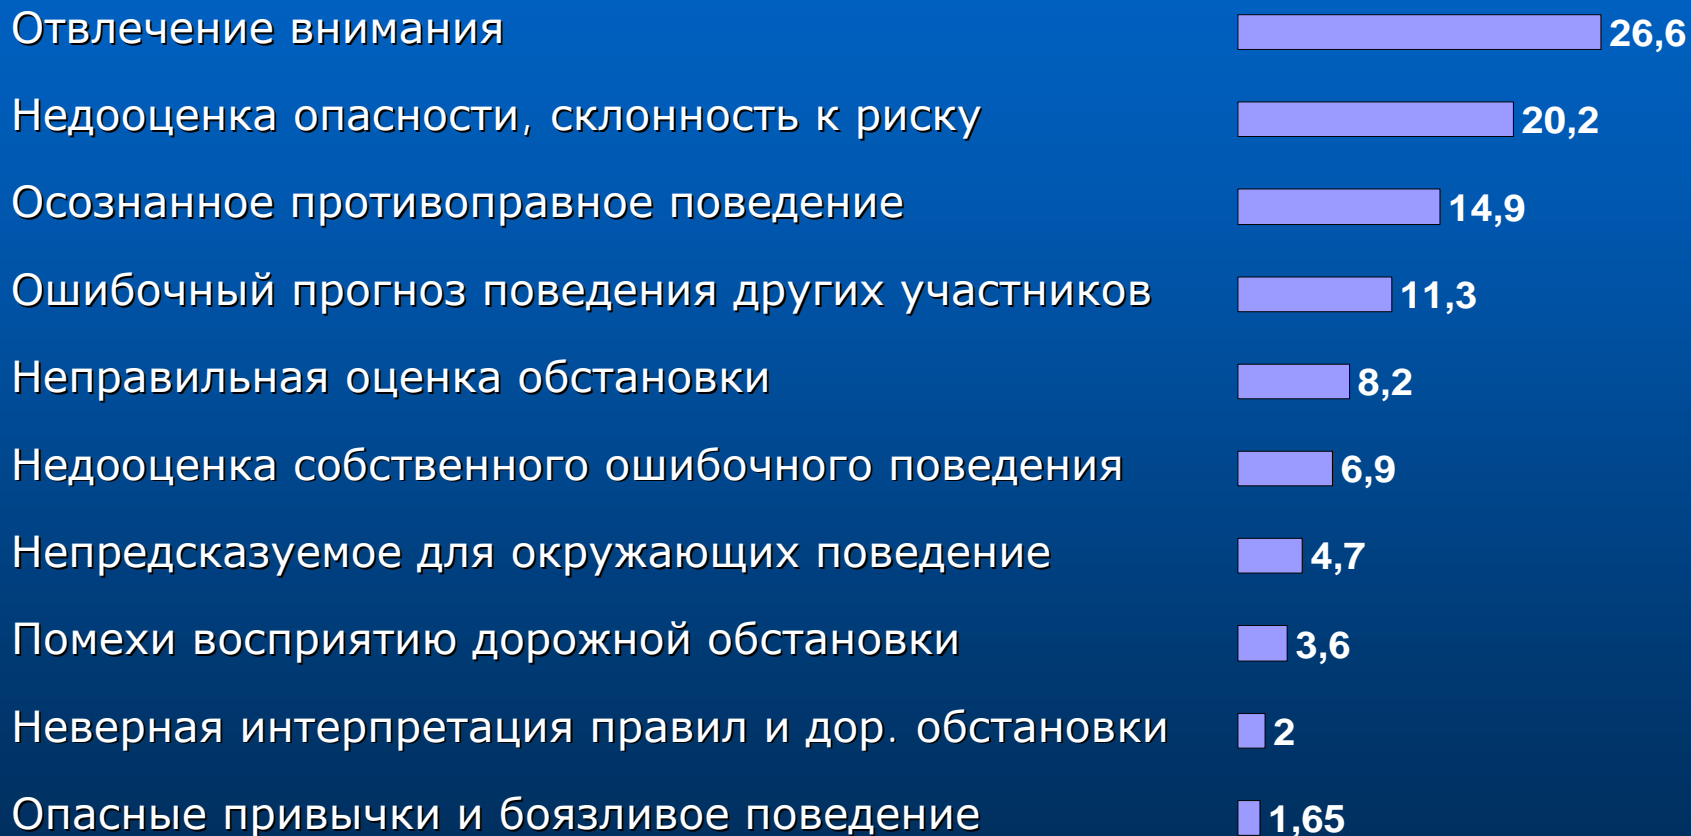 Отвлечение внимания 26,6
Недооценка опасности, склонность к риску 20,2
Осознанное противоправное поведение 14,9
Ошибочный прогноз поведения других участников 11,3
Неправильная оценка обстановки 8,2
Недооценка собственного ошибочного поведения 6,9
Непредсказуемое для окружающих поведение 4,7
Помехи восприятию дорожной обстановки 3,6
Неверная интерпретация правил и дор. обстановки 2
Опасные привычки и боязливое поведение 1,65